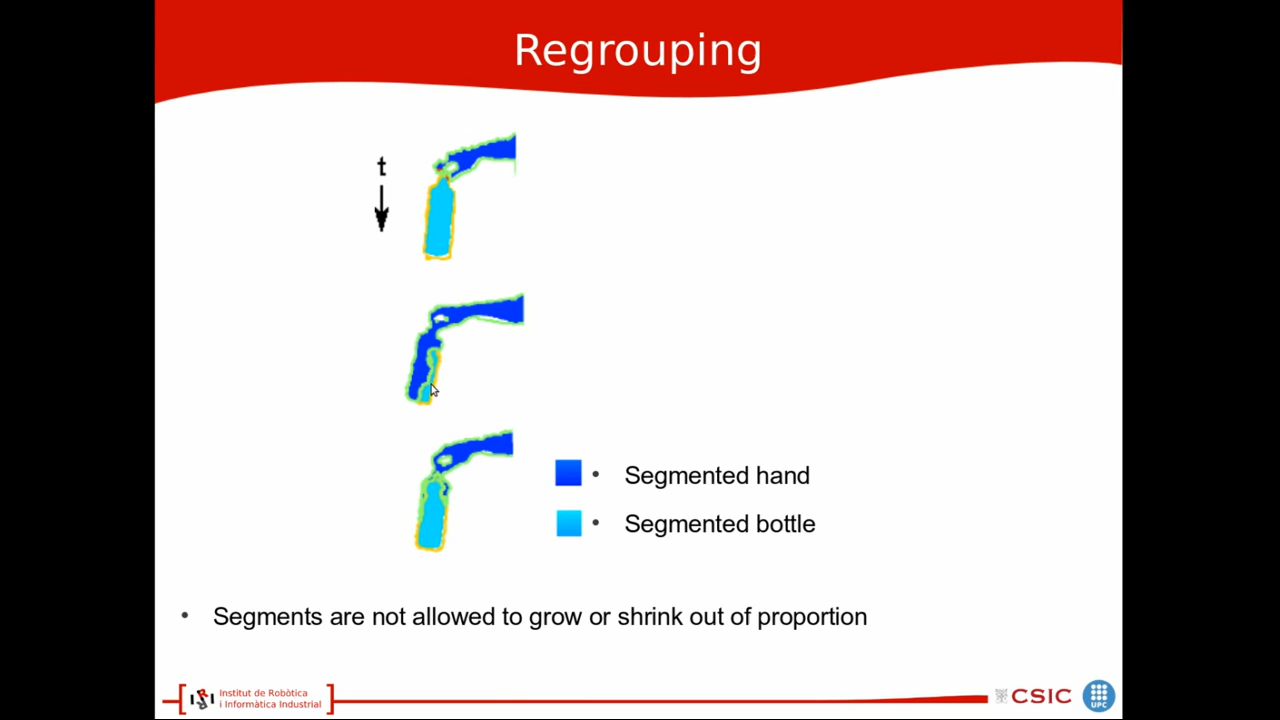 Regrouping
t
• Segmented hand
• Segmented bottle
• Segments are not allowed to grow or shrink out of proportion
IRI Institut de Robòtica
i Informàtica Industrial
CSIC
UPC